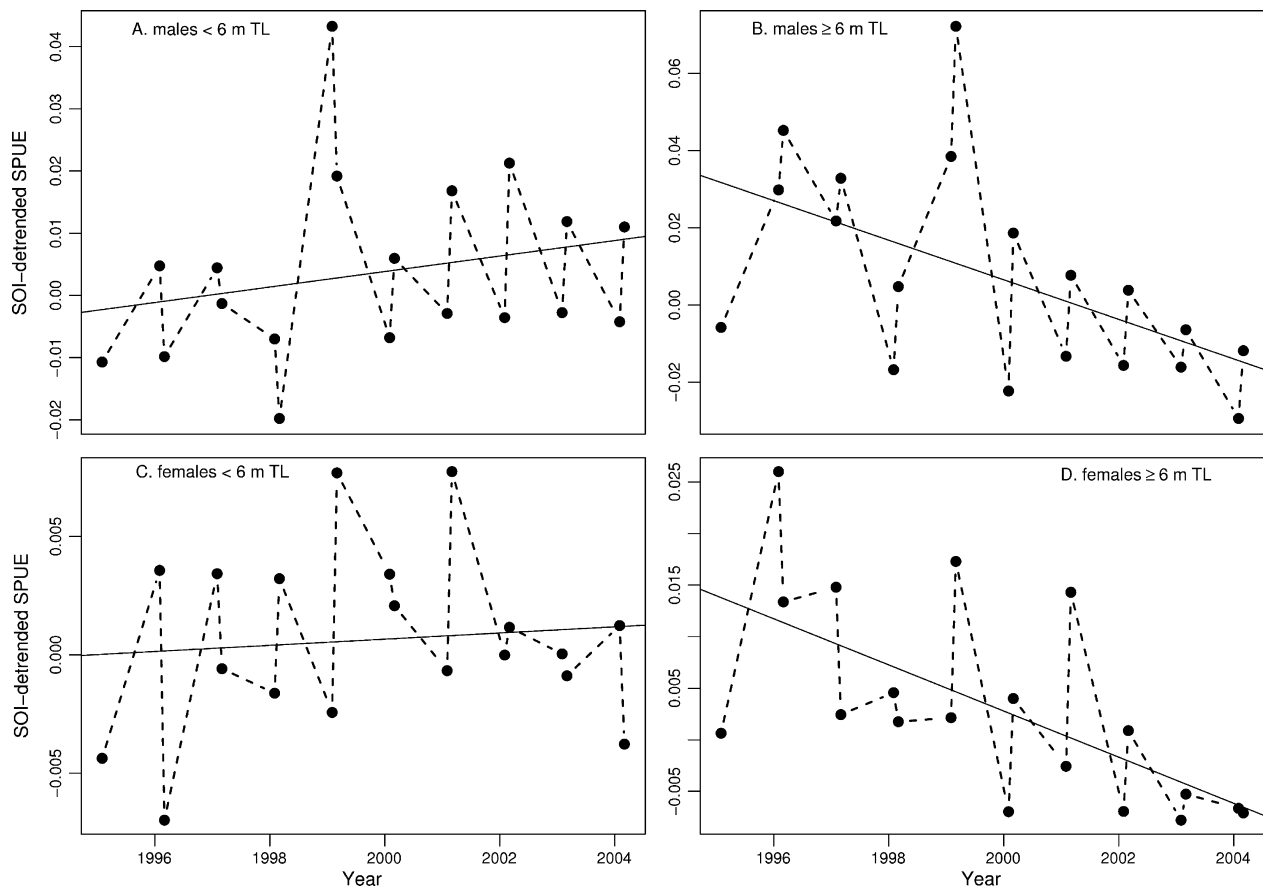 A. males < 6 m TL
B. males ≥ 6 m TL
SOI−detrended SPUE
0.04
0.03
0.02
0.01
0.00
−0.01
−0.02
0.06
0.04
0.02
0.00
−0.02
C. females < 6 m TL
D. females ≥ 6 m TL
SOI−detrended SPUE
0.005
0.000
−0.005
0.025
0.015
0.005
−0.005
1996 1998 2000 2002 2004
1996 1998 2000 2002 2004
Year
Year